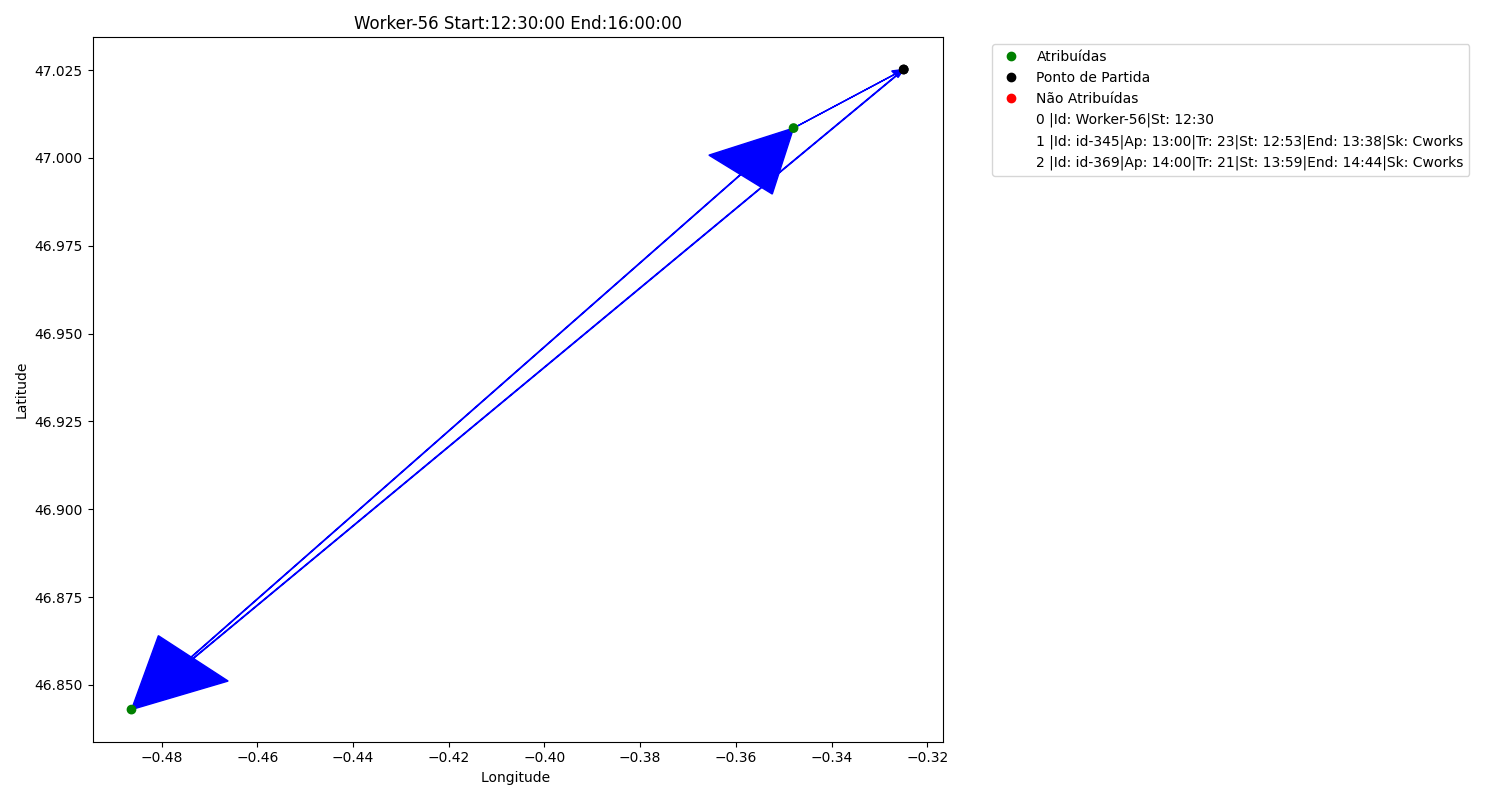 Worker-56 Start:12:30:00 End:16:00:00
Atribuídas
Ponto de Partida
Não Atribuídas
0 |Id: Worker-56|St: 12:30
1 |Id: id-345|Ap: 13:00|Tr: 23|St: 12:53|End: 13:38|Sk: Cworks
2 |Id: id-369|Ap: 14:00|Tr: 21|St: 13:59|End: 14:44|Sk: Cworks
47.025
47.000
46.975
46.950
46.925
46.900
46.875
46.850
Latitude
−0.48 −0.46 −0.44 −0.42 −0.40 −0.38 −0.36 −0.34 −0.32
Longitude